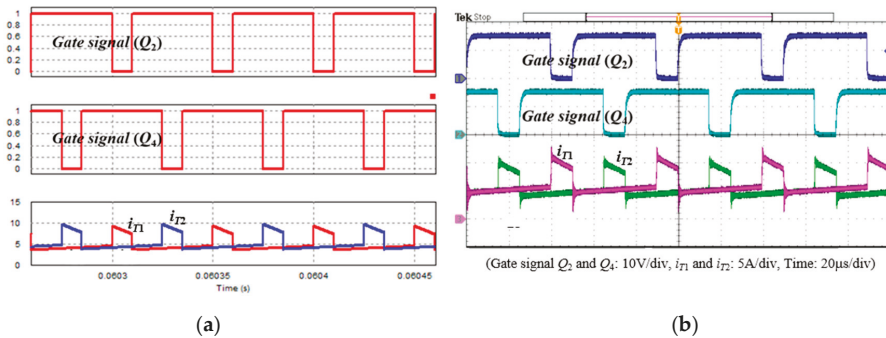 1
0.8
0.6
0.4
0.2
0
Gate signal (Q2)
1
0.8
0.6
0.4
0.2
0
Gate signal (Q4)
15
10
5
0
iT1
iT2
0.0603
0.06035
0.0604
0.06045
Time (s)
(a)
Tek Stop
Gate signal (Q2)
Gate signal (Q4)
iT1
iT2
(Gate signal Q2 and Q4: 10V/div, iT1 and iT2: 5A/div, Time: 20μs/div)
(b)